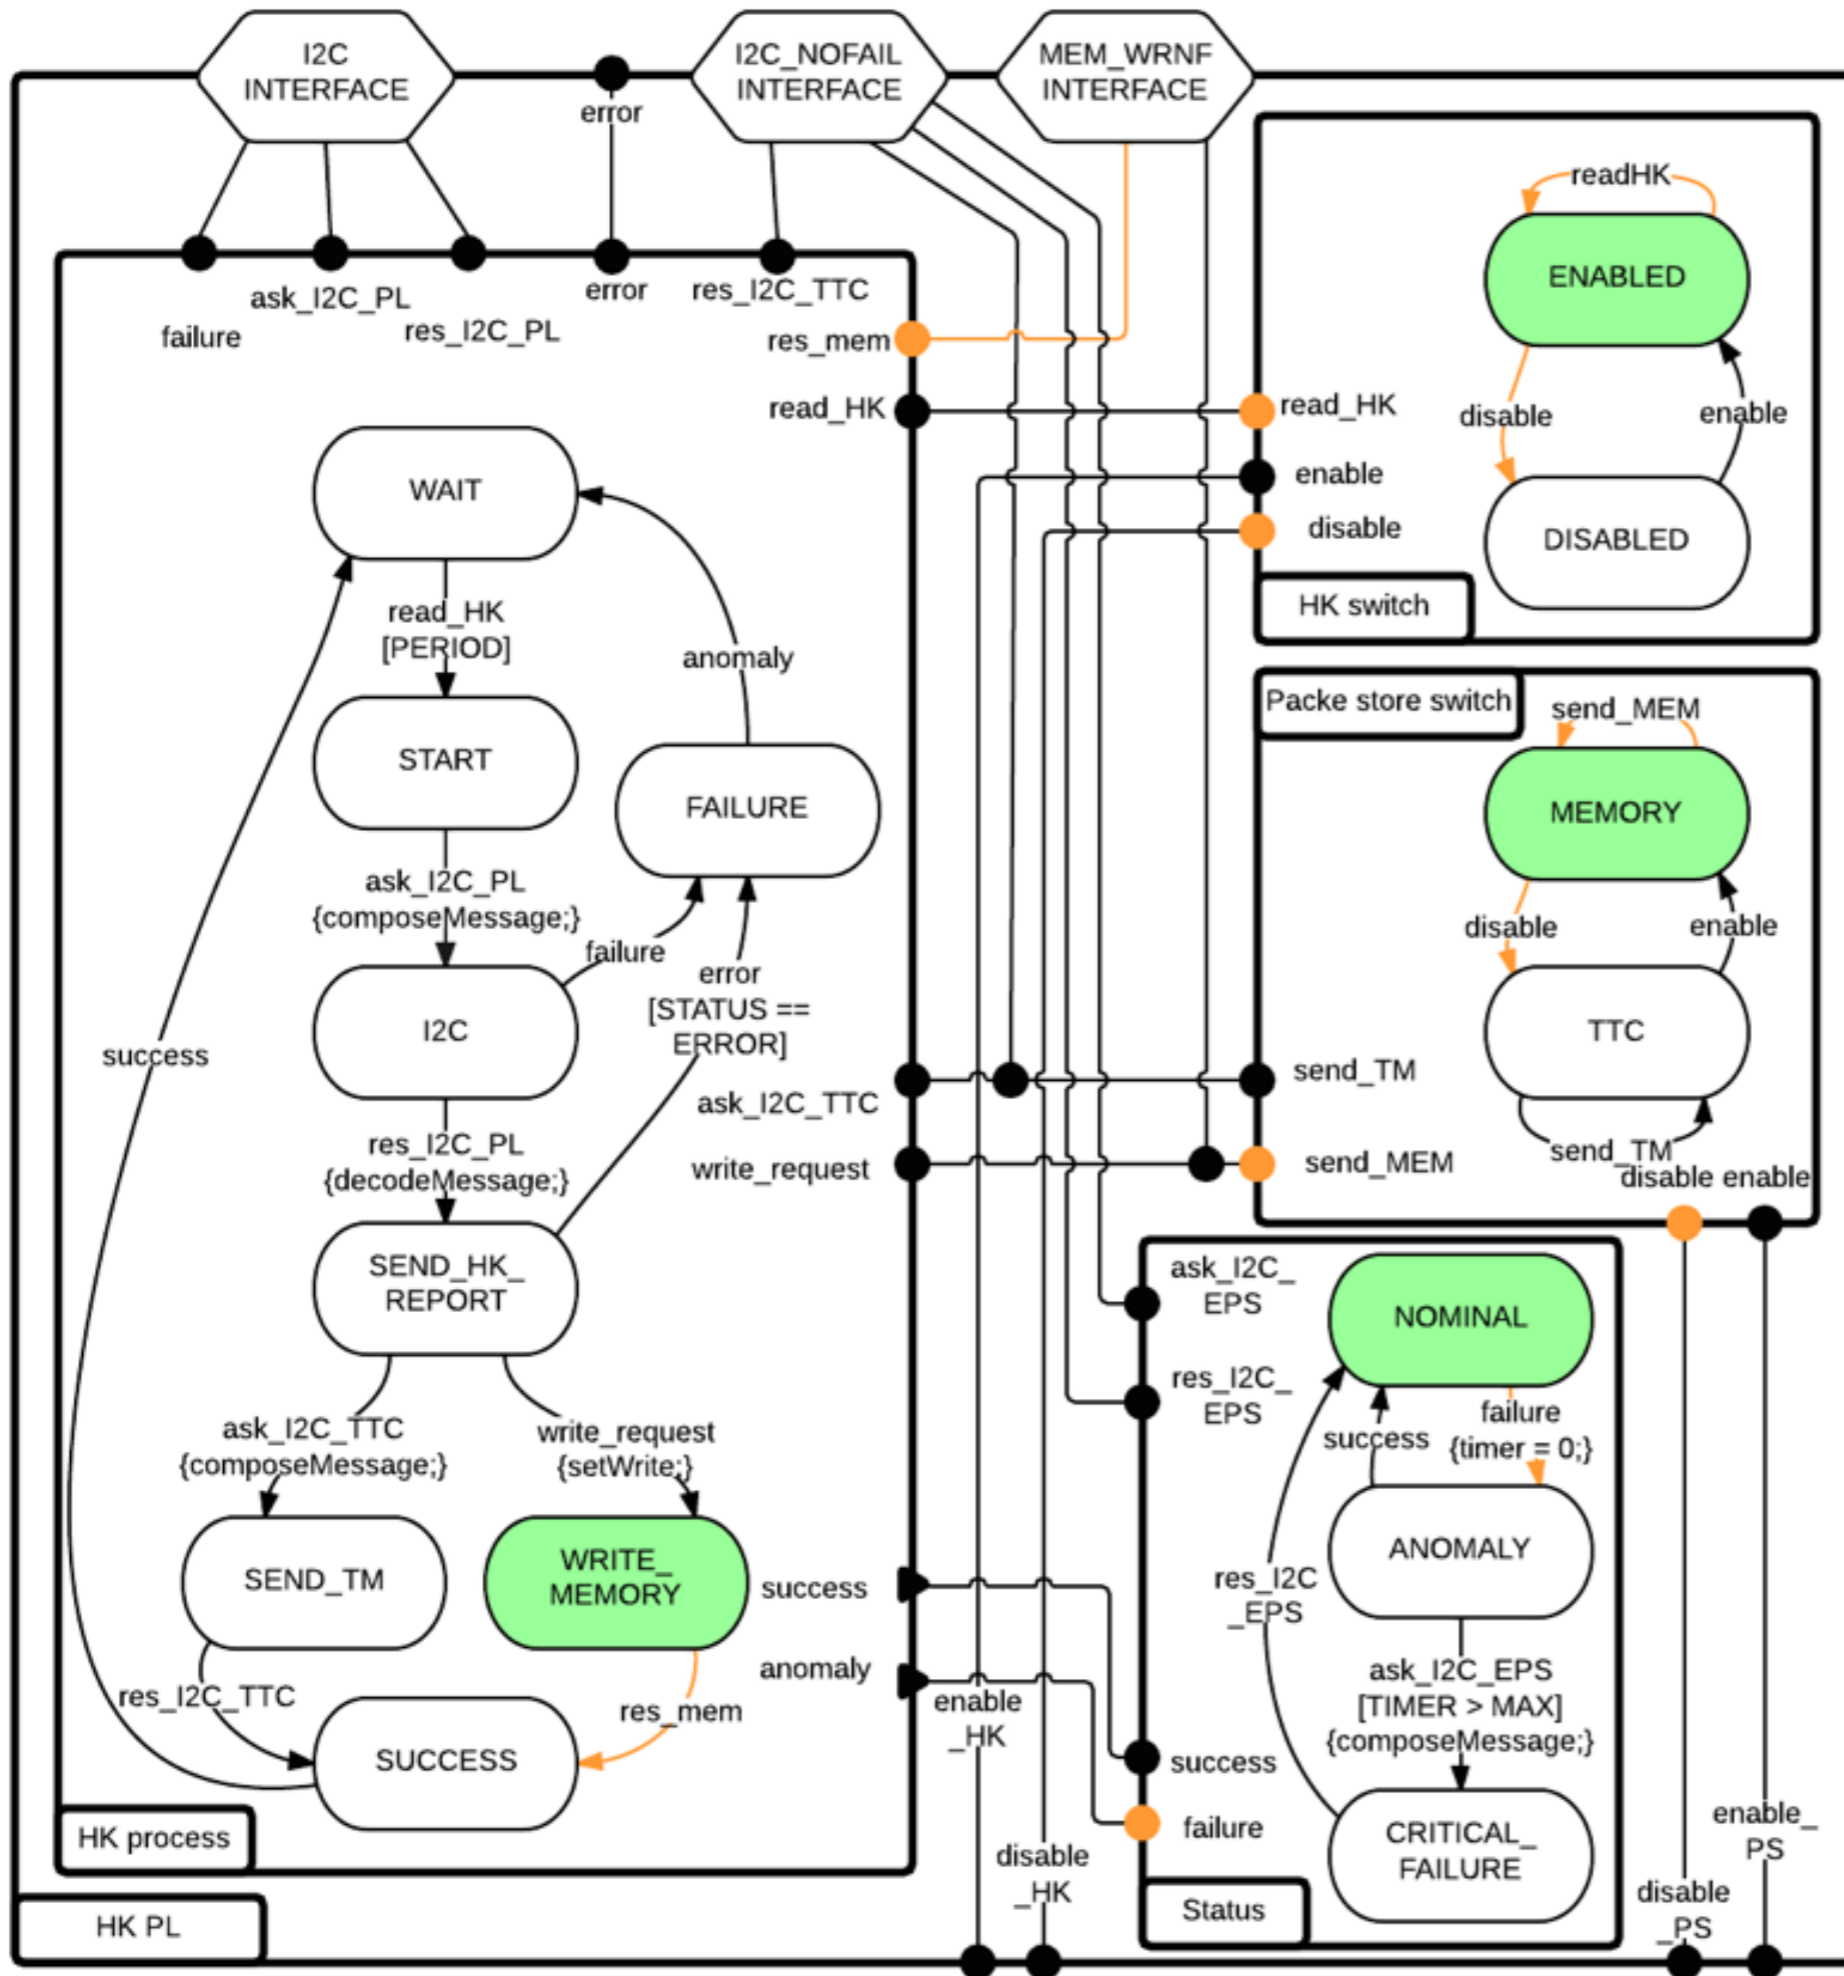 I2C
INTERFACE
error
I2C_NOFAIL
INTERFACE
MEM_WRNF
INTERFACE
failure
ask_I2C_PL
res_I2C_PL
error
res_I2C_TTC
res_mem
read_HK
WAIT
read_HK
[PERIOD]
anomaly
START
FAILURE
ask_I2C_PL
{composeMessage;}
failure
error
[STATUS ==
ERROR]
I2C
success
ask_I2C_TTC
res_I2C_PL
{decodeMessage;}
write_request
SEND_HK_
REPORT
ask_I2C_TTC
{composeMessage;}
write_request
{setWrite;}
SEND_TM
WRITE_
MEMORY
success
anomaly
res_I2C_TTC
res_mem
SUCCESS
HK process
HK PL
enable
_HK
disable
_HK
readHK
ENABLED
read_HK
disable
enable
enable
disable
DISABLED
HK switch
Packe store switch
send_MEM
MEMORY
disable
enable
TTC
send_TM
send_TM
send_MEM
disable enable
ask_I2C_
EPS
NOMINAL
res_I2C_
EPS
success
failure
{timer = 0;}
ANOMALY
res_I2C
_EPS
ask_I2C_EPS
[TIMER > MAX]
{composeMessage;}
success
failure
CRITICAL_
FAILURE
Status
enable_
PS
disable
_PS